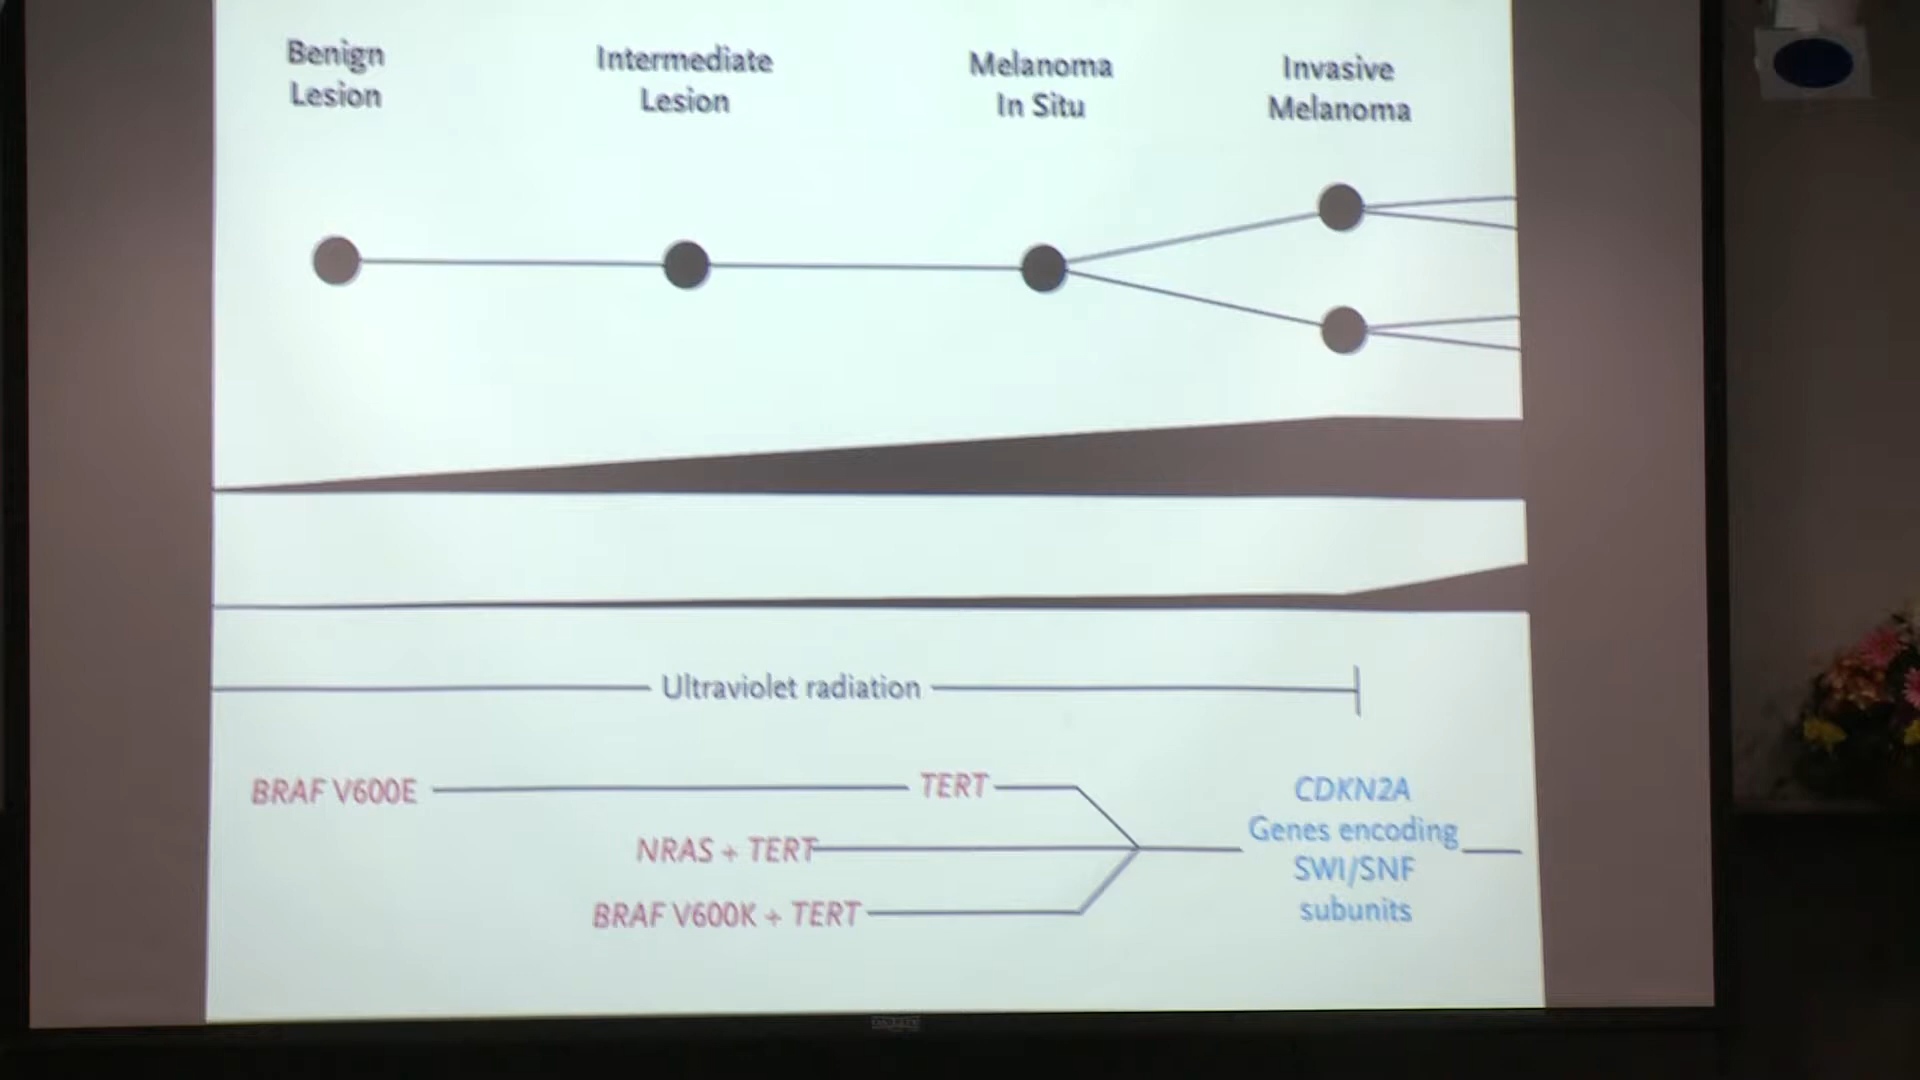 Benign
Lesion
Intermediate
Lesion
Melanoma
In Situ
Invasive
Melanoma
Ultraviolet radiation
BRAF V600E
TERT
NRAS + TERT
BRAF V600K + TERT
CDKN2A
Genes encoding
SWI/SNF
subunits